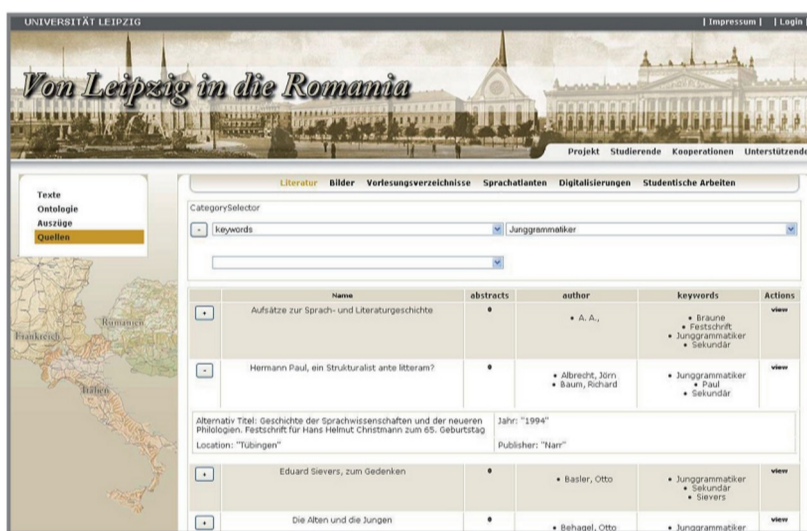 UNIVERSITÄT LEIPZIG
| Impressum | | Login |
Von Leipzig in die Romania
Projekt Studierende Kooperationen Unterstützende
Literatur Bilder Vorlesungsverzeichnisse Sprachatlanten Digitalisierungen Studentische Arbeiten
Texte
Ontologie
Auszüge
Quellen
CategorySelector
- keywords Junggrammatiker
Name abstracts author keywords Actions
+ Aufsätze zur Sprach- und Literaturgeschichte • A. A., • Braune view
• Festschrift
• Junggrammatiker
• Sekundär
- Hermann Paul, ein Strukturalist ante litteram? • Albrecht, Jörn • Junggrammatiker view
• Baum, Richard • Paul
• Sekundär
Alternativ Titel: Geschichte der Sprachwissenschaften und der neueren Jahr: "1994"
Philologien. Festschrift für Hans Helmut Christmann zum 65. Geburtstag
Location: "Tübingen" Publisher: "Narr"
+ Eduard Sievers, zum Gedenken • Basler, Otto • Junggrammatiker view
• Sekundär
• Sievers
+ Die Alten und die Jungen • Behagel, Otto • Junggrammatiker view
Frankreich
Rumänien
Italien